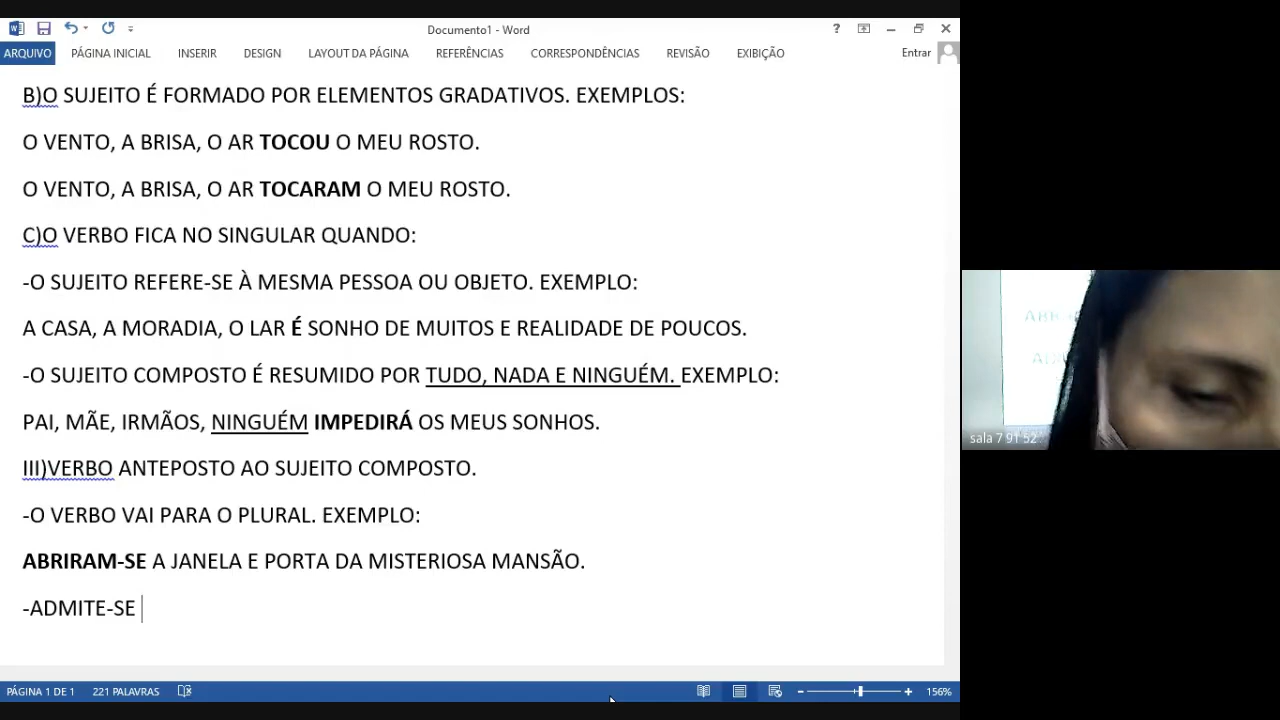 Documento1 - Word
?
ARQUIVO PÁGINA INICIAL INSERIR DESIGN LAYOUT DA PÁGINA REFERÊNCIAS CORRESPONDÊNCIAS REVISÃO EXIBIÇÃO Entrar
B)O SUJEITO É FORMADO POR ELEMENTOS GRADATIVOS. EXEMPLOS:
O VENTO, A BRISA, O AR TOCOU O MEU ROSTO.
O VENTO, A BRISA, O AR TOCARAM O MEU ROSTO.
C)O VERBO FICA NO SINGULAR QUANDO:
-O SUJEITO REFERE-SE À MESMA PESSOA OU OBJETO. EXEMPLO:
A CASA, A MORADIA, O LAR É SONHO DE MUITOS E REALIDADE DE POUCOS.
-O SUJEITO COMPOSTO É RESUMIDO POR TUDO, NADA E NINGUÉM. EXEMPLO:
PAI, MÃE, IRMÃOS, NINGUÉM IMPEDIRÁ OS MEUS SONHOS.
III)VERBO ANTEPOSTO AO SUJEITO COMPOSTO.
-O VERBO VAI PARA O PLURAL. EXEMPLO:
ABRIRAM-SE A JANELA E PORTA DA MISTERIOSA MANSÃO.
-ADMITE-SE
sala 7 91 52
PÁGINA 1 DE 1 221 PALAVRAS 156%